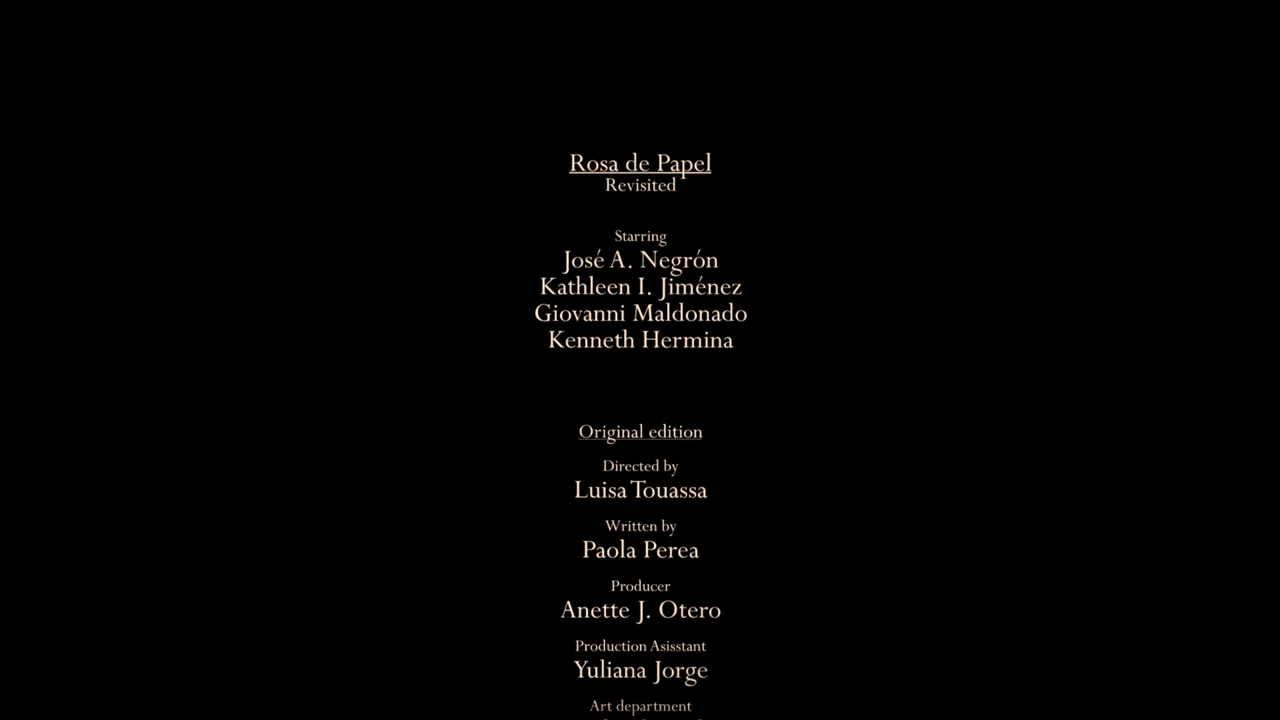 Rosa de Papel
Revisited
Starring
José A. Negrón
Kathleen I. Jiménez
Giovanni Maldonado
Kenneth Hermina
Original edition
Directed by
Luisa Touassa
Written by
Paola Perea
Producer
Anette J. Otero
Production Asisstant
Yuliana Jorge
Art department